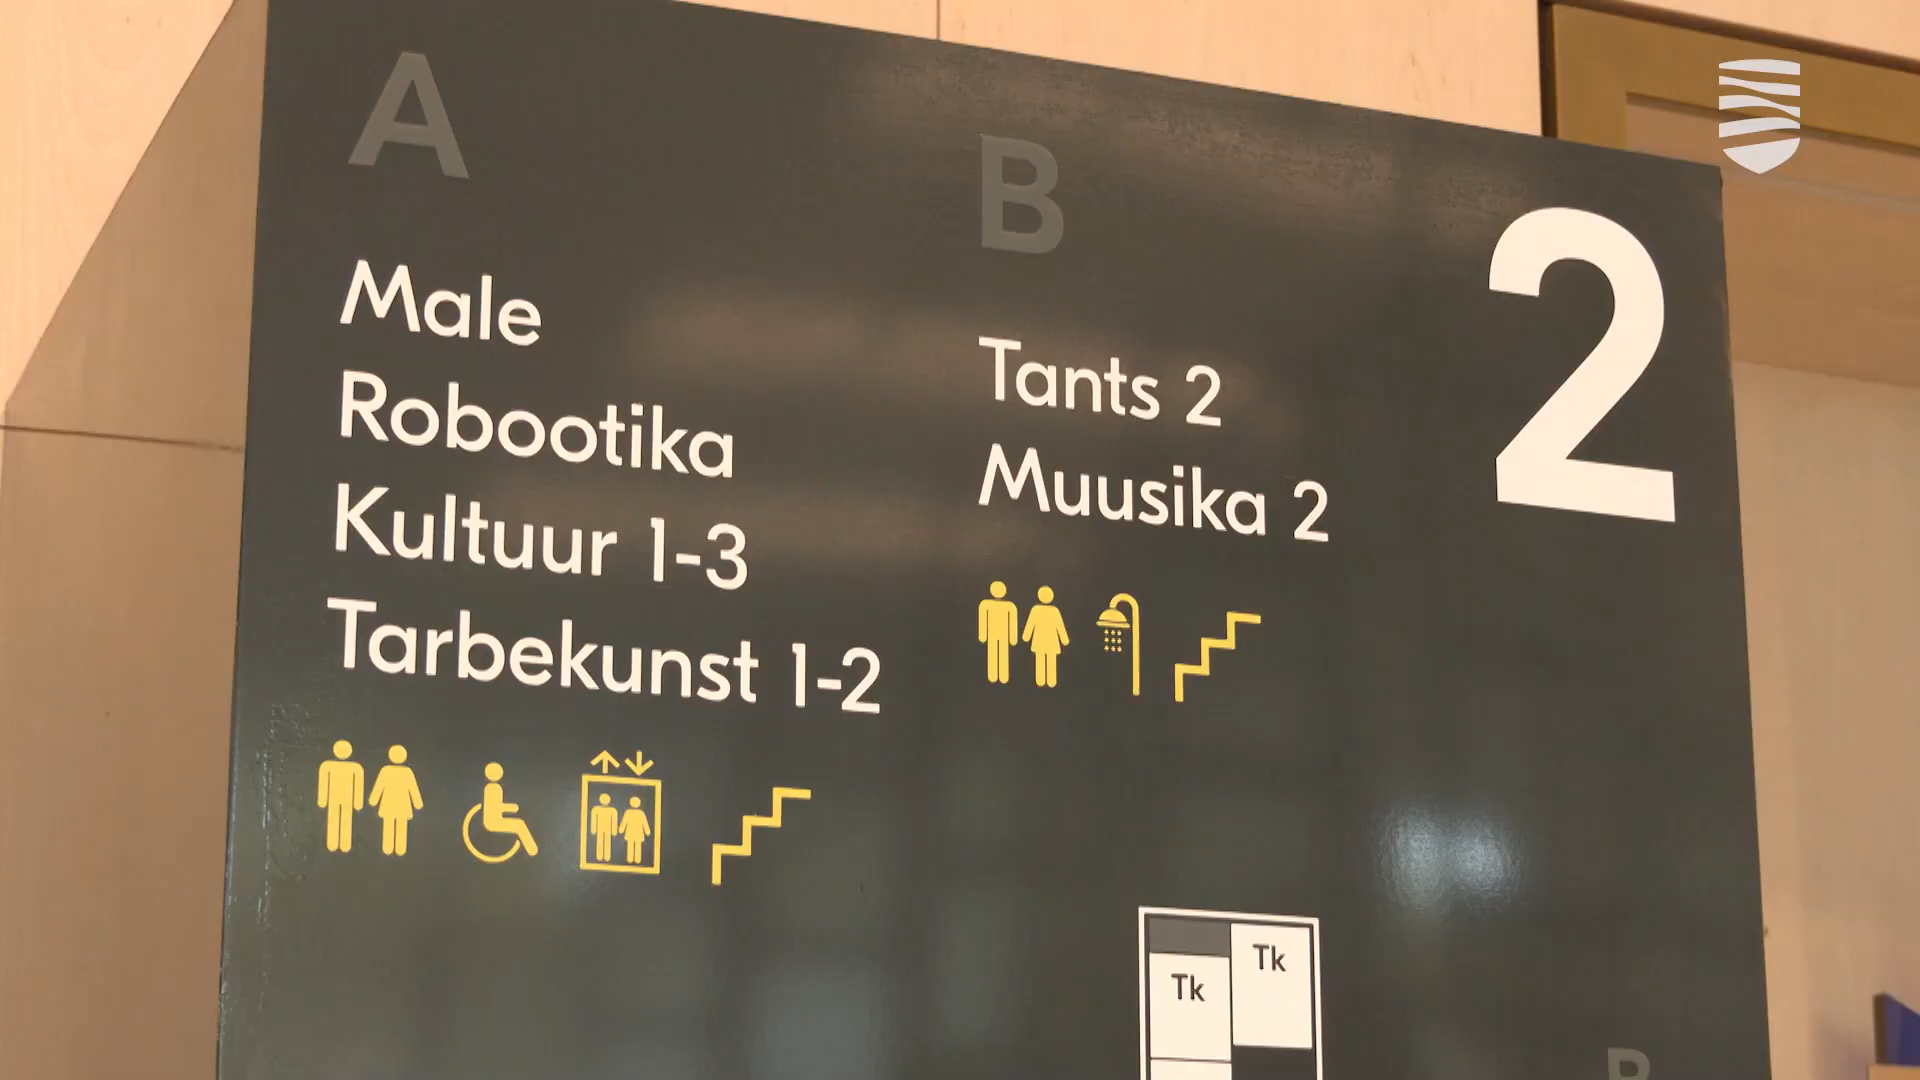 A
Male
Robootika
Kultuur 1-3
Tarbekunst 1-2
B
Tants 2
Muusika 2
2
Tk
Tk
B